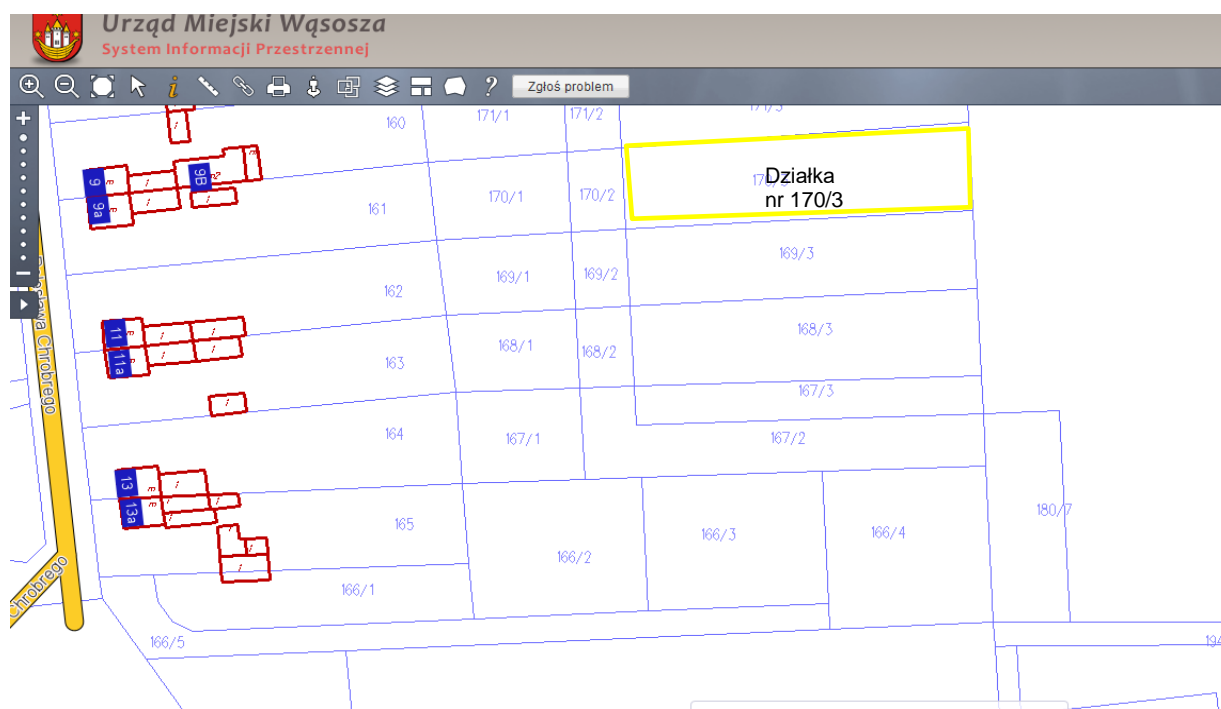 Urząd Miejski Wąsosza
System Informacji Przestrzennej
i ? Zgłoś problem
160 171/1 171/2 171/3
9 m i 9B m2 m
9a m i i
161 170/1 170/2
Działka
nr 170/3
162 169/1 169/2 169/3
11 m i i
11a m i i
163 168/1 168/2 168/3
i
167/3
164 167/1 167/2
13 m i
13a m i i
i
165
166/2 166/3 166/4 180/7
i
i
166/1
166/5
194
Chrobrego
Chrobrego